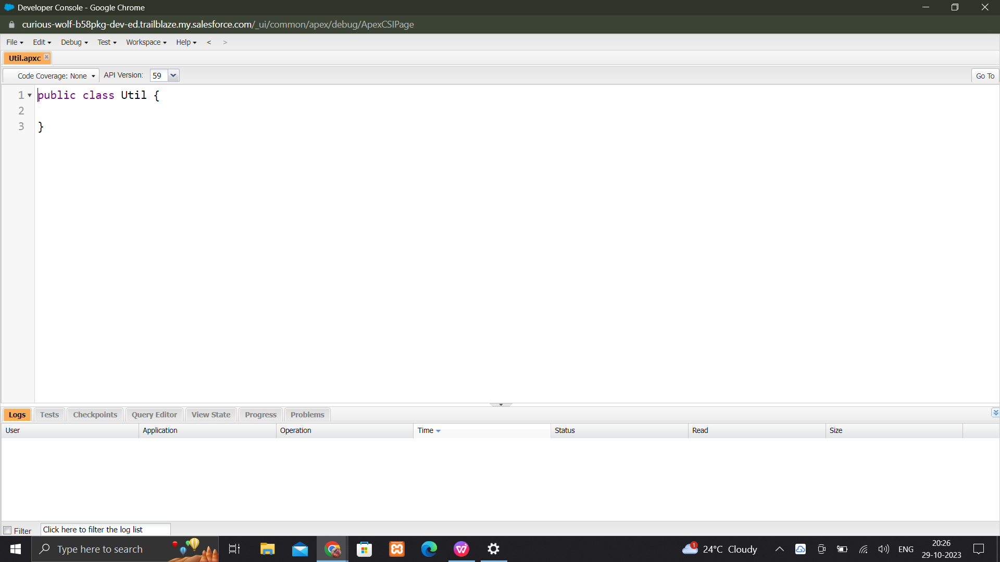 Developer Console - Google Chrome
curious-wolf-b58pkg-dev-ed.trailblaze.my.salesforce.com/_ui/common/apex/debug/ApexCSIPage
File Edit Debug Test Workspace Help < >
Util.apxc
Code Coverage: None API Version: 59 Go To
1 public class Util {
2
3 }
Logs Tests Checkpoints Query Editor View State Progress Problems
User Application Operation Time Status Read Size
Filter Click here to filter the log list
Type here to search 1 24°C Cloudy ENG 20:26
29-10-2023